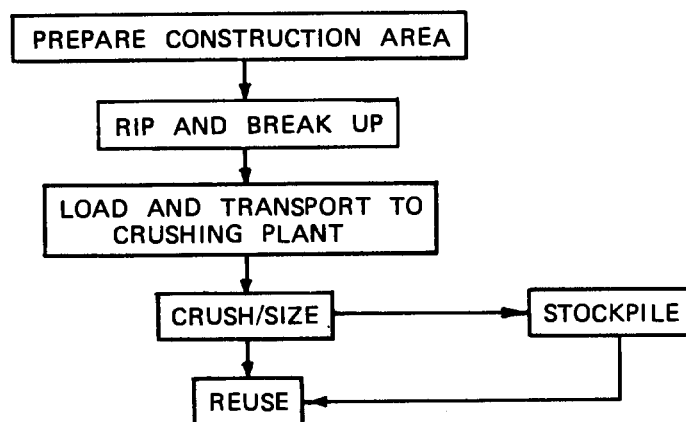 PREPARE CONSTRUCTION AREA
RIP AND BREAK UP
LOAD AND TRANSPORT TO
CRUSHING PLANT
CRUSH/SIZE
STOCKPILE
REUSE